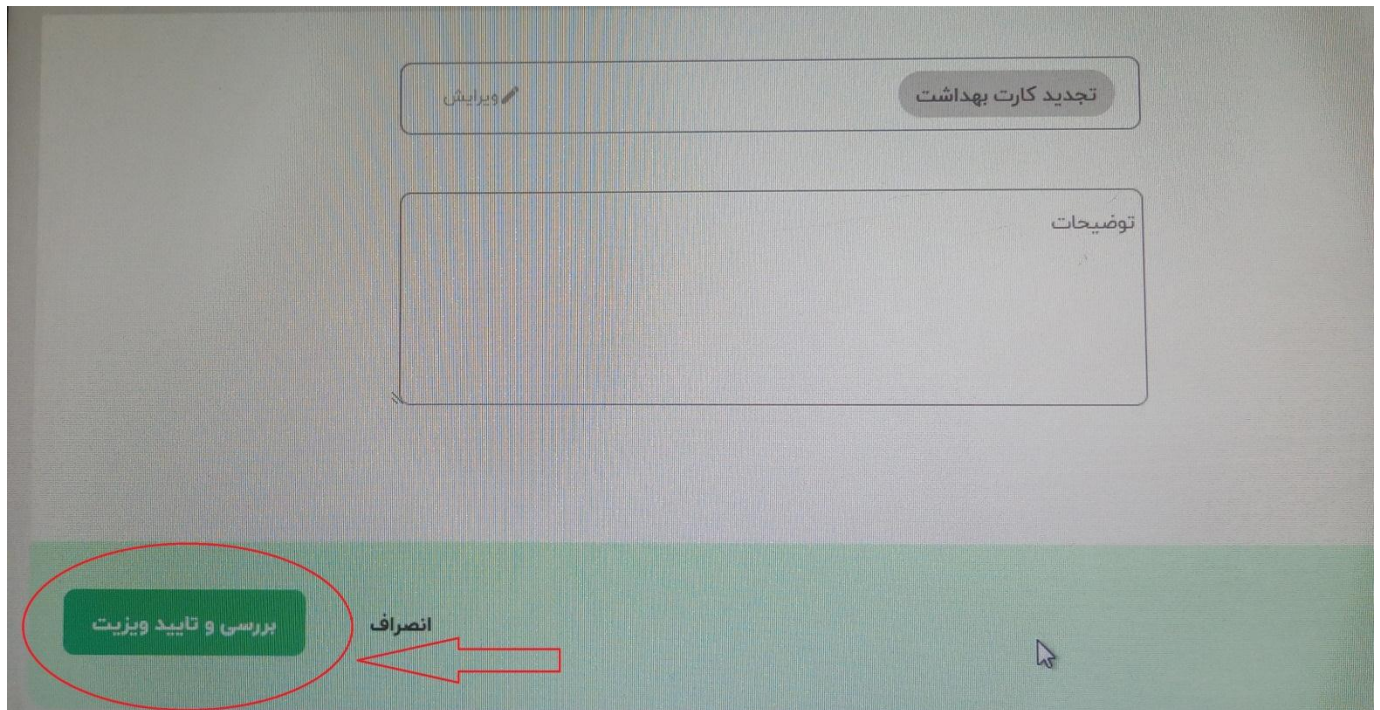 تجدید کارت بهداشت
ویرایش
توضیحات
انصراف
بررسی و تایید ویزیت